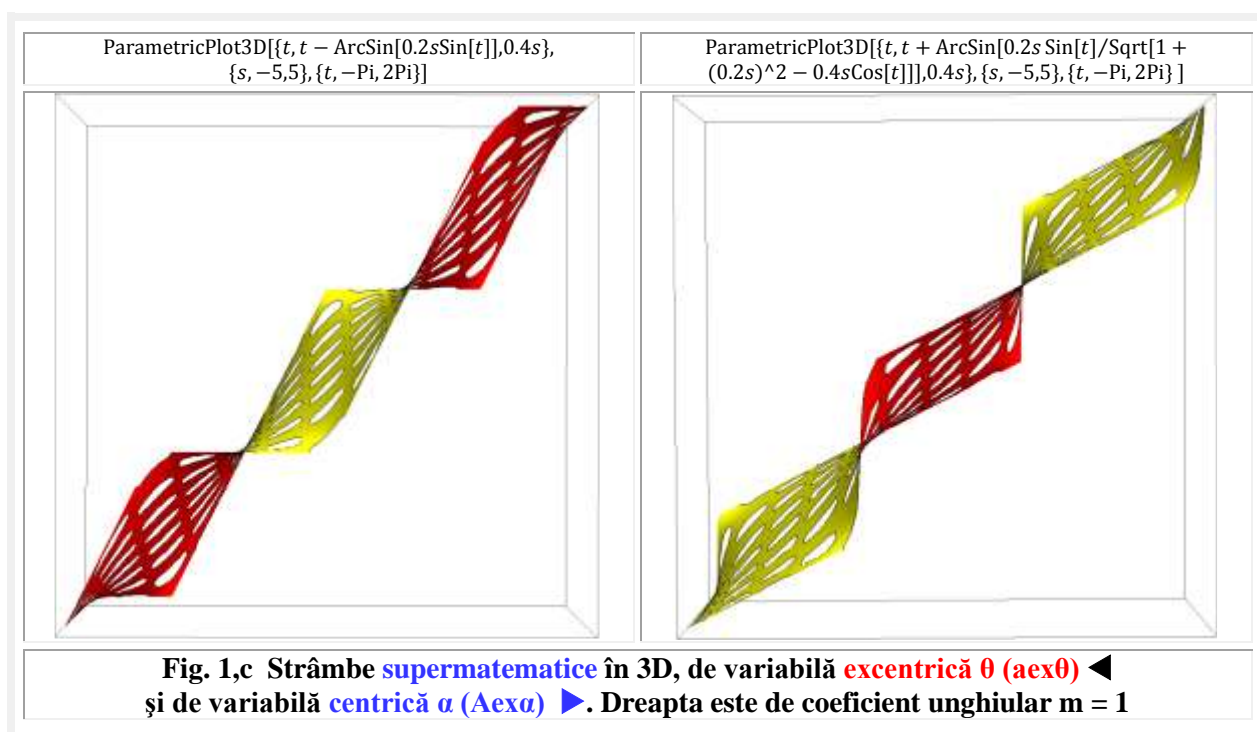 ParametricPlot3D[{t, t − ArcSin[0.2sSin[t]],0.4s},
{s, −5,5}, {t, −Pi, 2Pi}]
ParametricPlot3D[{t, t + ArcSin[0.2s Sin[t]/Sqrt[1 +
(0.2s)^2 − 0.4sCos[t]]],0.4s}, {s, −5,5}, {t, −Pi, 2Pi} ]
Fig. 1,c Strâmbe supermatematice în 3D, de variabilă excentrică θ (aexθ) ◄
şi de variabilă centrică α (Aexα) ►. Dreapta este de coeficient unghiular m = 1